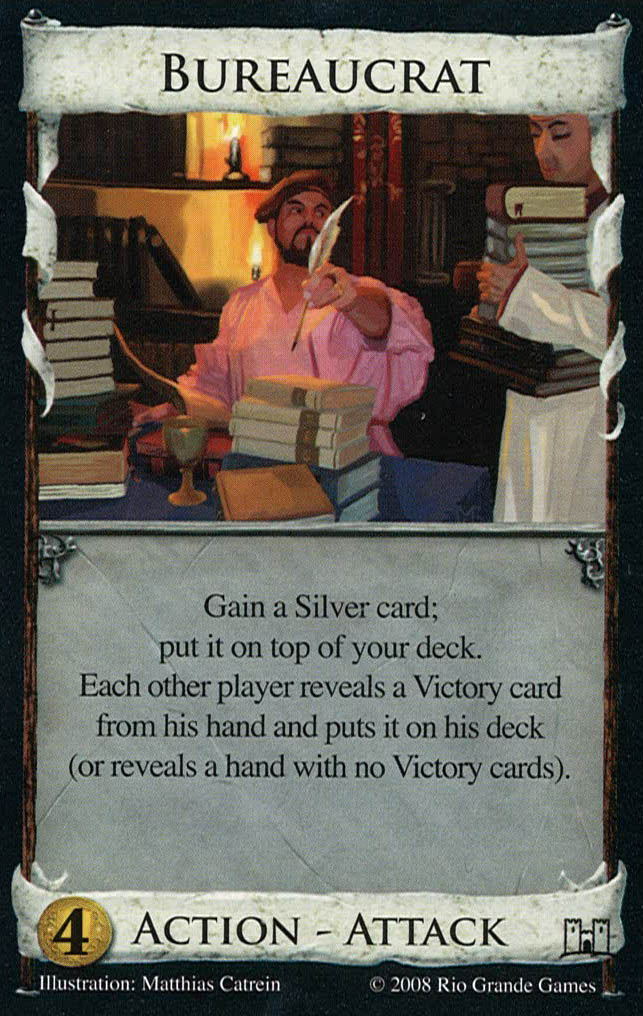 BUREAUCRAT
Gain a Silver card;
put it on top of your deck.
Each other player reveals a Victory card
from his hand and puts it on his deck
(or reveals a hand with no Victory cards).
4 ACTION - ATTACK
Illustration: Matthias Catrein © 2008 Rio Grande Games